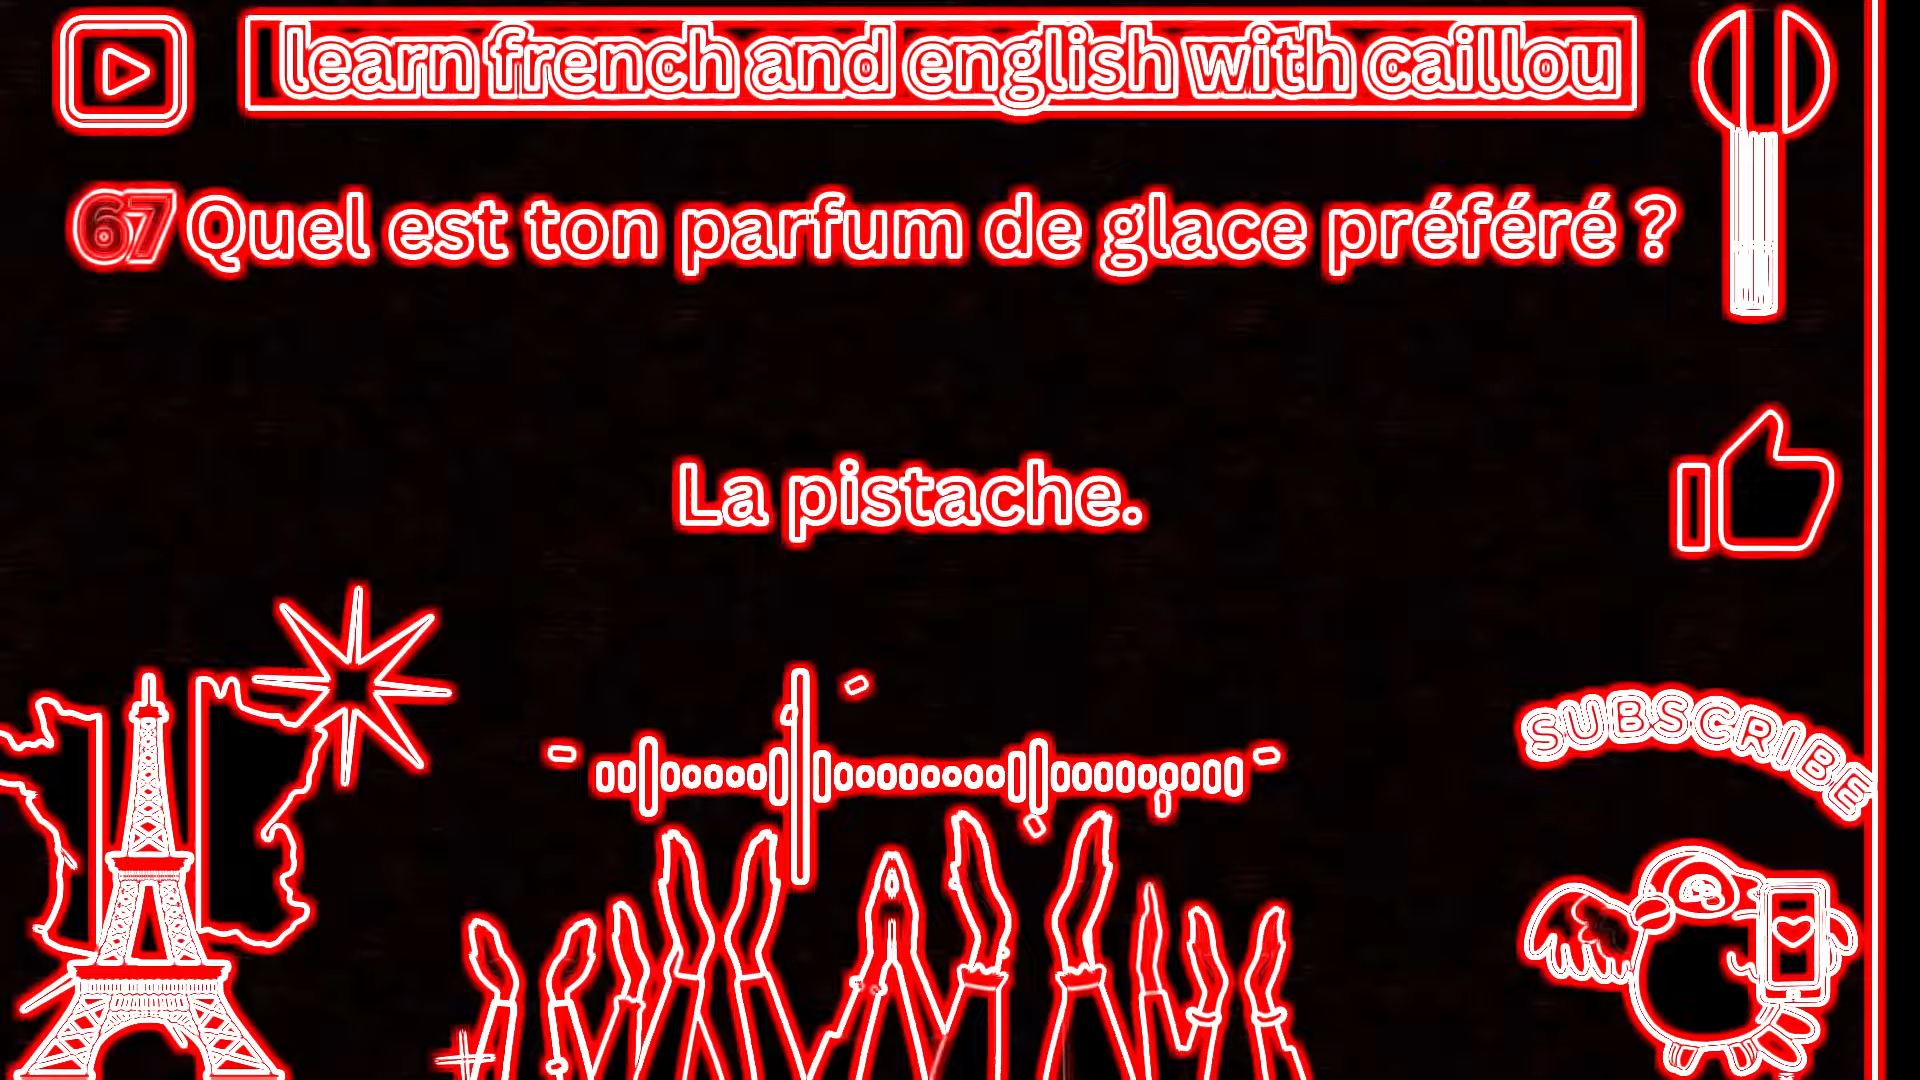 learn french and english with caillou
67 Quel est ton parfum de glace préféré ?
La pistache.
SUBSCRIBE